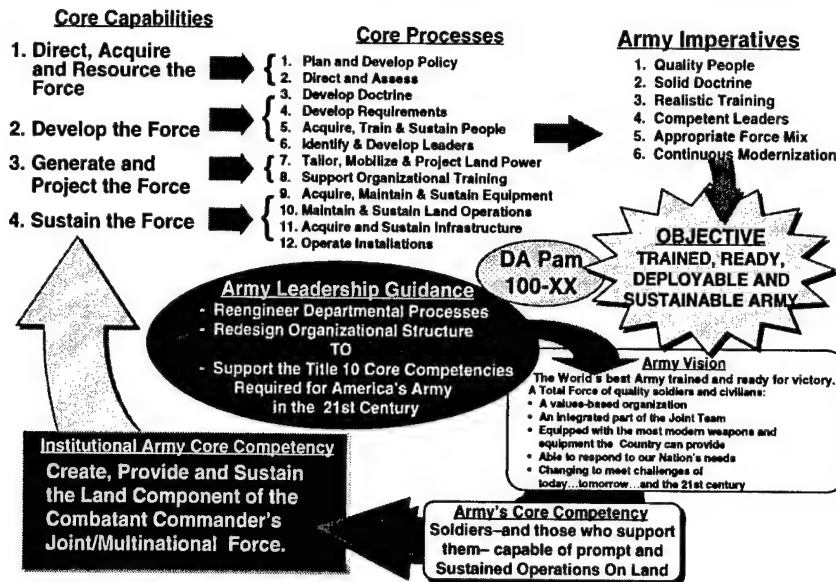 Core Capabilities
1. Direct, Acquire
and Resource the
Force
2. Develop the Force
3. Generate and
Project the Force
4. Sustain the Force
Core Processes
1. Plan and Develop Policy
2. Direct and Assess
3. Develop Doctrine
4. Develop Requirements
5. Acquire, Train & Sustain People
6. Identify & Develop Leaders
7. Tailor, Mobilize & Project Land Power
8. Support Organizational Training
9. Acquire, Maintain & Sustain Equipment
10. Maintain & Sustain Land Operations
11. Acquire and Sustain Infrastructure
12. Operate Installations
Army Imperatives
1. Quality People
2. Solid Doctrine
3. Realistic Training
4. Competent Leaders
5. Appropriate Force Mix
6. Continuous Modernization
OBJECTIVE
TRAINED, READY,
DEPLOYABLE AND
SUSTAINABLE ARMY
DA Pam
100-XX
Army Leadership Guidance
- Reengineer Departmental Processes
- Redesign Organizational Structure
TO
- Support the Title 10 Core Competencies
Required for America's Army
in the 21st Century
Army Vision
The World's best Army trained and ready for victory.
A Total Force of quality soldiers and civilians:
• A values-based organization
• An integrated part of the Joint Team
• Equipped with the most modern weapons and
equipment the Country can provide
• Able to respond to our Nation's needs
• Changing to meet challenges of
today...tomorrow...and the 21st century
Army's Core Competency
Soldiers–and those who support
them– capable of prompt and
Sustained Operations On Land
Institutional Army Core Competency
Create, Provide and Sustain
the Land Component of the
Combatant Commander's
Joint/Multinational Force.